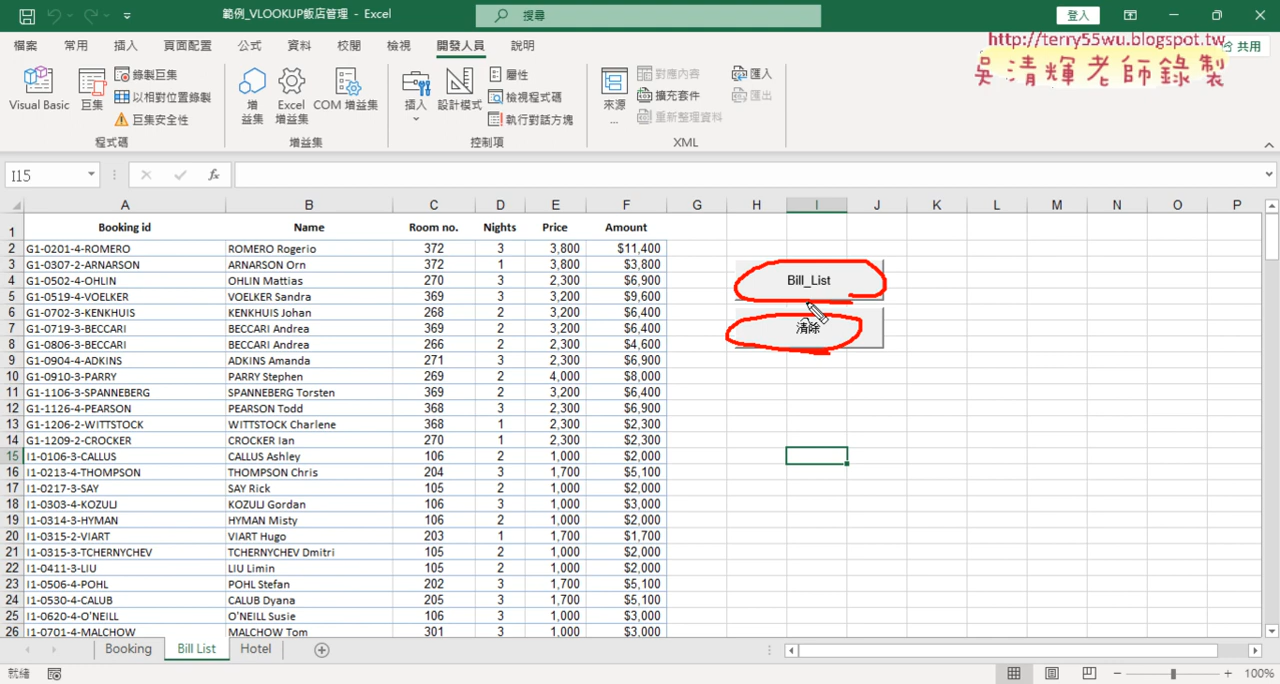 範例_VLOOKUP飯店管理 - Excel
搜尋
登入
檔案 常用 插入 頁面配置 公式 資料 校閱 檢視 開發人員 說明
共用
http://terry55wu.blogspot.tw
吳清輝老師錄製
Visual Basic
巨集
錄製巨集
以相對位置錄製
巨集安全性
程式碼
增益集
Excel 增益集
COM 增益集
增益集
插入
設計模式
屬性
檢視程式碼
執行對話方塊
控制項
來源...
對應內容
擴充套件
重新整理資料
匯入
匯出
XML
I15
fx
A B C D E F G H I J K L M N O P
1 Booking id Name Room no. Nights Price Amount
2 G1-0201-4-ROMERO ROMERO Rogerio 372 3 3,800 $11,400
3 G1-0307-2-ARNARSON ARNARSON Orn 372 1 3,800 $3,800
4 G1-0502-4-OHLIN OHLIN Mattias 270 3 2,300 $6,900
5 G1-0519-4-VOELKER VOELKER Sandra 369 3 3,200 $9,600
6 G1-0702-3-KENKHUIS KENKHUIS Johan 268 2 3,200 $6,400
7 G1-0719-3-BECCARI BECCARI Andrea 369 2 3,200 $6,400
8 G1-0806-3-BECCARI BECCARI Andrea 266 2 2,300 $4,600
9 G1-0904-4-ADKINS ADKINS Amanda 271 3 2,300 $6,900
10 G1-0910-3-PARRY PARRY Stephen 269 2 4,000 $8,000
11 G1-1106-3-SPANNEBERG SPANNEBERG Torsten 369 2 3,200 $6,400
12 G1-1126-4-PEARSON PEARSON Todd 368 3 2,300 $6,900
13 G1-1206-2-WITTSTOCK WITTSTOCK Charlene 368 1 2,300 $2,300
14 G1-1209-2-CROCKER CROCKER Ian 270 1 2,300 $2,300
15 I1-0106-3-CALLUS CALLUS Ashley 106 2 1,000 $2,000
16 I1-0213-4-THOMPSON THOMPSON Chris 204 3 1,700 $5,100
17 I1-0217-3-SAY SAY Rick 105 2 1,000 $2,000
18 I1-0303-4-KOZULJ KOZULJ Gordan 106 3 1,000 $3,000
19 I1-0314-3-HYMAN HYMAN Misty 106 2 1,000 $2,000
20 I1-0315-2-VIART VIART Hugo 203 1 1,700 $1,700
21 I1-0315-3-TCHERNYCHEV TCHERNYCHEV Dmitri 105 2 1,000 $2,000
22 I1-0411-3-LIU LIU Limin 105 2 1,000 $2,000
23 I1-0506-4-POHL POHL Stefan 202 3 1,700 $5,100
24 I1-0530-4-CALUB CALUB Dyana 205 3 1,700 $5,100
25 I1-0620-4-O'NEILL O'NEILL Susie 106 3 1,000 $3,000
26 I1-0701-4-MALCHOW MALCHOW Tom 301 3 1,000 $3,000
Bill_List
清除
Booking Bill List Hotel
就緒
100%